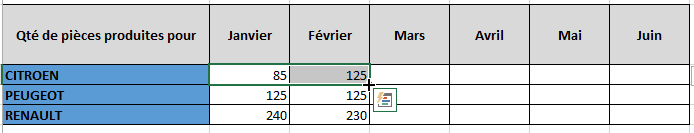 Qté de pièces produites pour Janvier Février Mars Avril Mai Juin
CITROEN 85 125
PEUGEOT 125 125
RENAULT 240 230